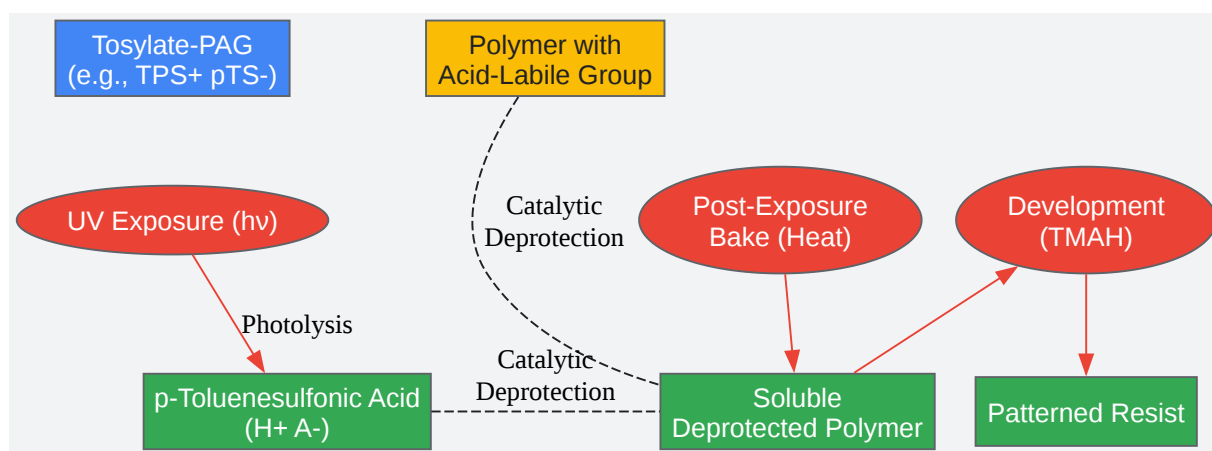 Tosylate-PAG
(e.g., TPS+ pTS-)
Polymer with
Acid-Labile Group
UV Exposure (hν)
Catalytic
Deprotection
Post-Exposure
Bake (Heat)
Development
(TMAH)
Photolysis
p-Toluenesulfonic Acid
(H+ A-)
Catalytic
Deprotection
Soluble
Deprotected Polymer
Patterned Resist